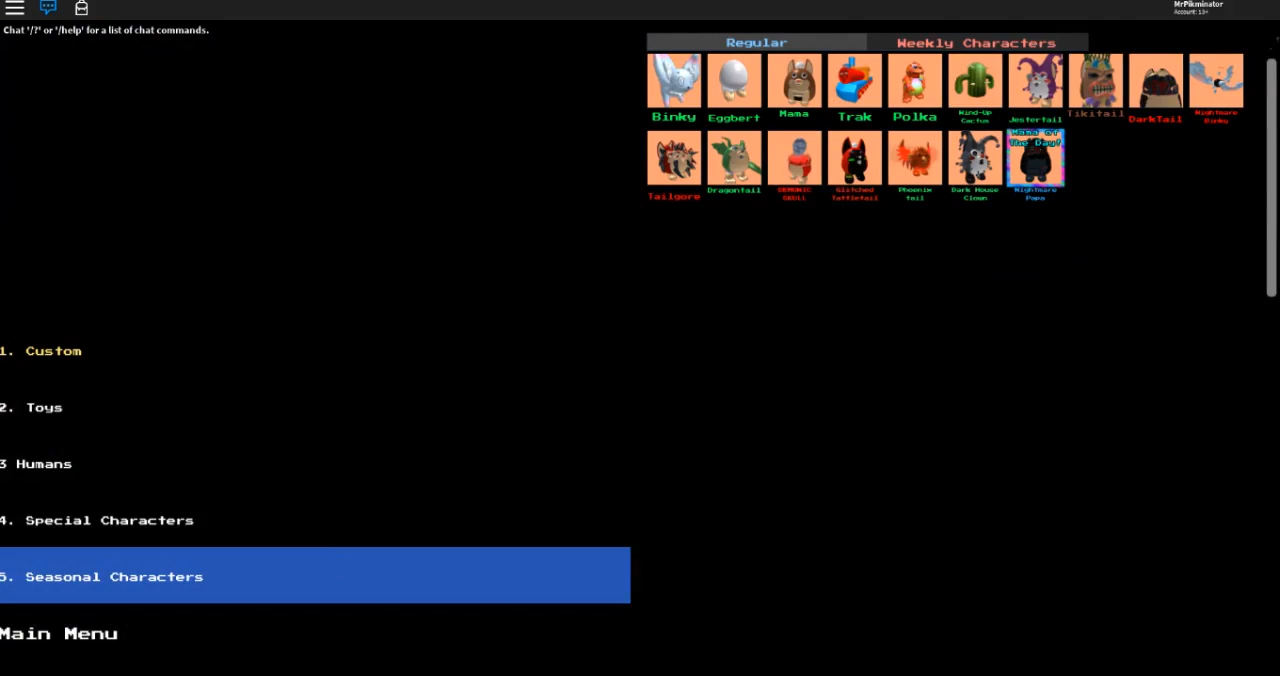 MrPikminator
Account: 13+
Chat '/?' or '/help' for a list of chat commands.
Regular
Weekly Characters
Binky
Eggbert
Mama
Trak
Polka
Wind-Up
Cactus
Jestertail
Tikitail
DarkTail
Nightmare
Binky
Mama of
The Day!
Tailgore
Dragontail
DEMONIC
SKULL
Glitched
Tattletail
Phoenix
tail
Dark House
Clown
Nightmare
Papa
1. Custom
2. Toys
3 Humans
4. Special Characters
5. Seasonal Characters
Main Menu